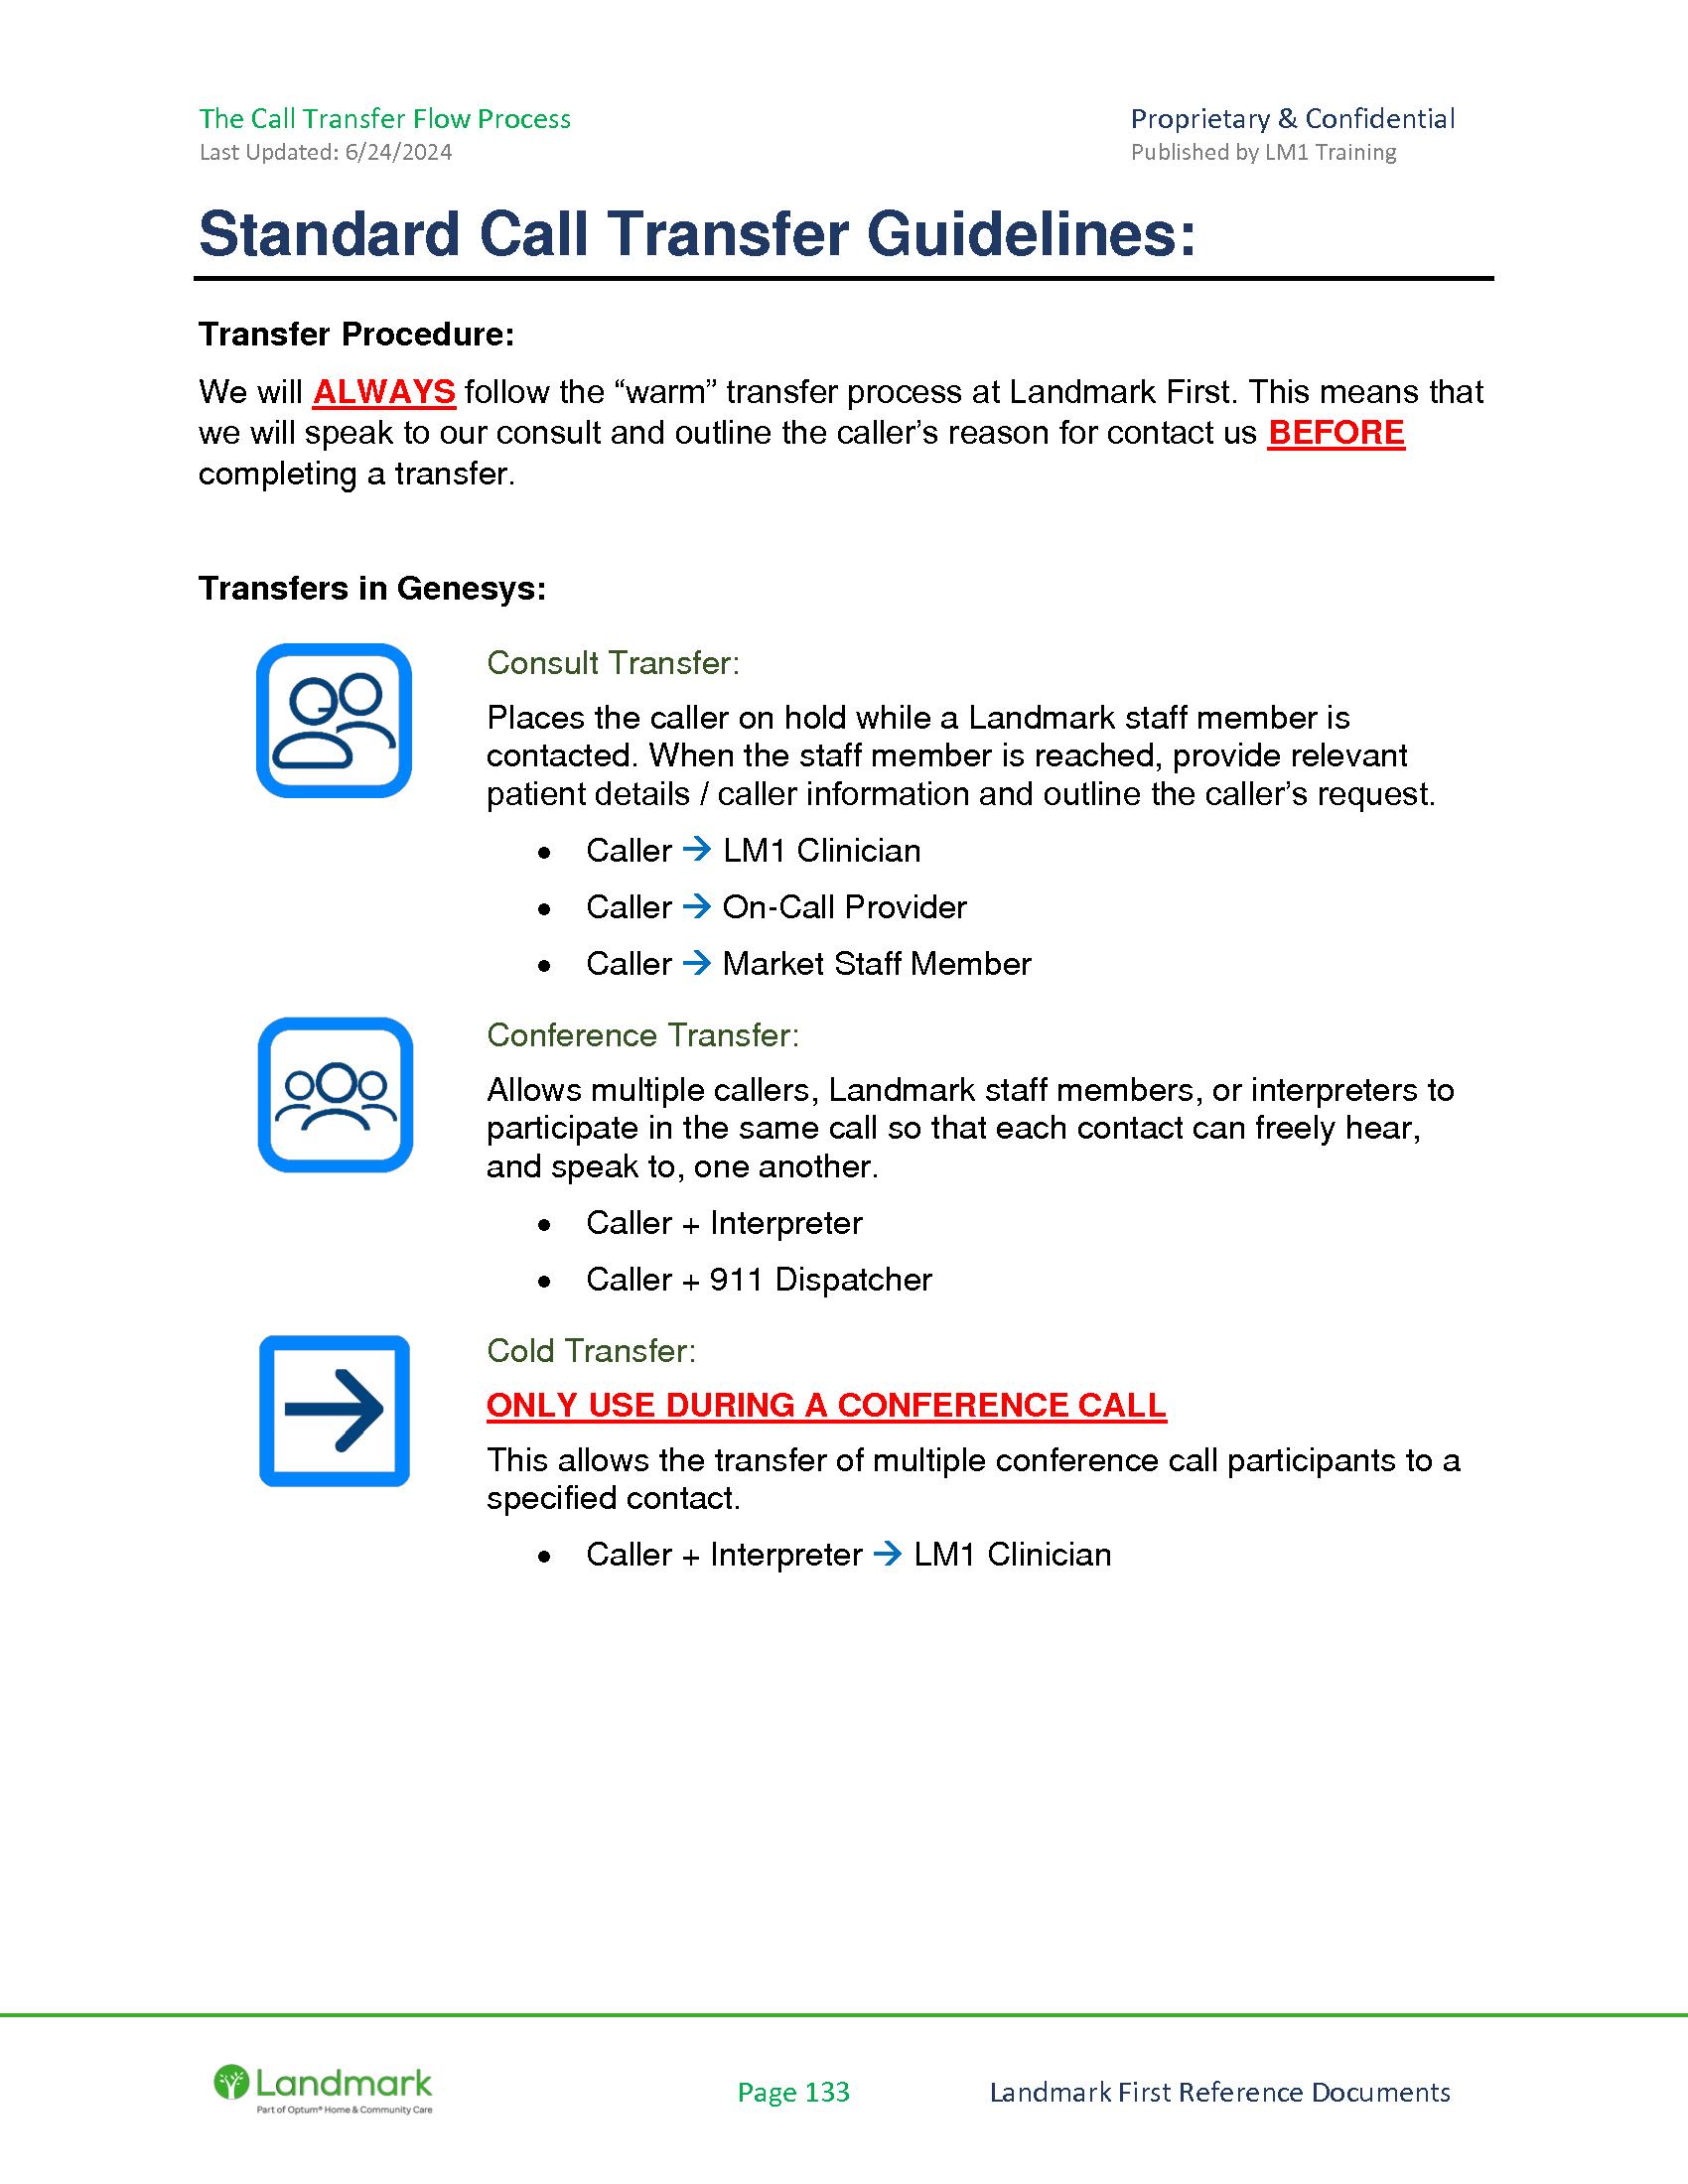 The Call Transfer Flow Process
Proprietary & Confidential
Last Updated: 6/24/2024
Published by LM1 Training
Standard Call Transfer Guidelines:
Transfer Procedure:
We will ALWAYS follow the “warm” transfer process at Landmark First. This means that
we will speak to our consult and outline the caller’s reason for contact us BEFORE
completing a transfer.
Transfers in Genesys:
Consult Transfer:
Places the caller on hold while a Landmark staff member is
contacted. When the staff member is reached, provide relevant
patient details / caller information and outline the caller’s request.
• Caller → LM1 Clinician
• Caller → On-Call Provider
• Caller → Market Staff Member
Conference Transfer:
Allows multiple callers, Landmark staff members, or interpreters to
participate in the same call so that each contact can freely hear,
and speak to, one another.
• Caller + Interpreter
• Caller + 911 Dispatcher
Cold Transfer:
ONLY USE DURING A CONFERENCE CALL
This allows the transfer of multiple conference call participants to a
specified contact.
• Caller + Interpreter → LM1 Clinician
Landmark
Part of Optum® Home & Community Care
Page 133
Landmark First Reference Documents